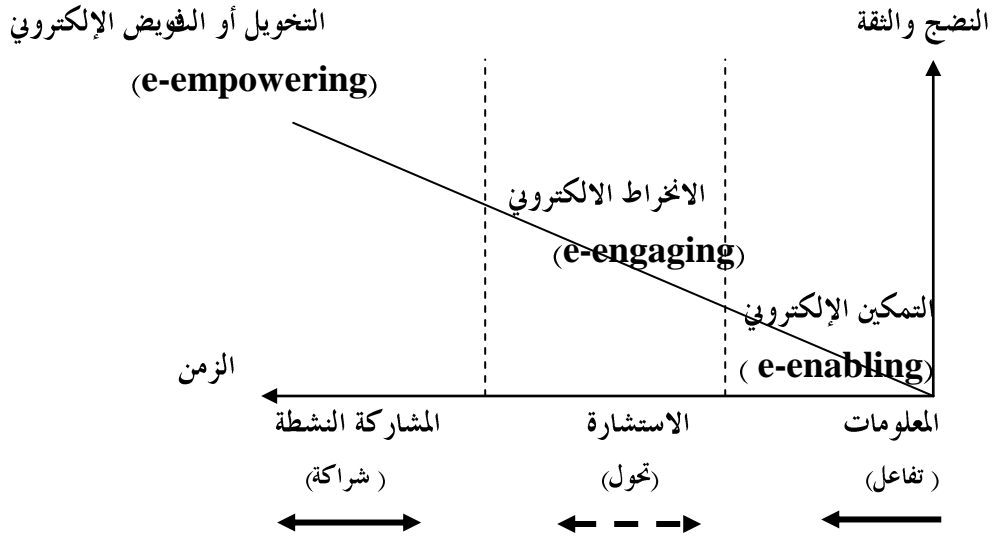 النضج والثقة
التخويل أو التفويض الإلكتروني
(e-empowering)
الانخراط الالكتروني
(e-engaging)
التمكين الإلكتروني
( e-enabling)
الزمن
المعلومات
الاستشارة
المشاركة النشطة
( تفاعل)
(تحول)
( شراكة)